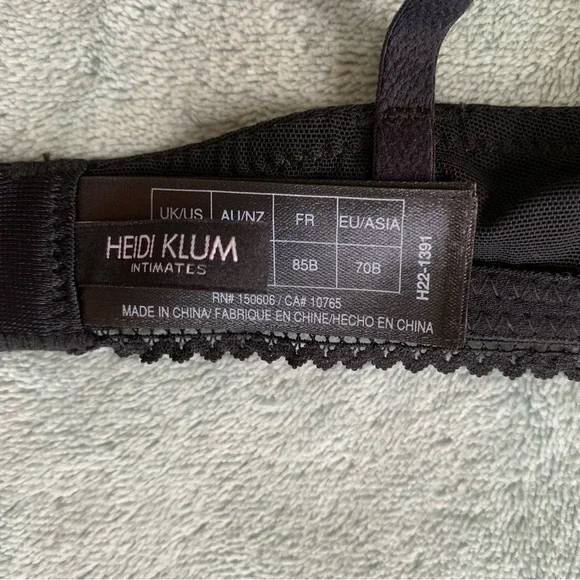 UK/US AU/NZ FR EU/ASIA
HEIDI KLUM
INTIMATES
85B 70B
RN# 150606 / CA# 10765
MADE IN CHINA/ FABRIQUE EN CHINE/HECHO EN CHINA
H22-1391